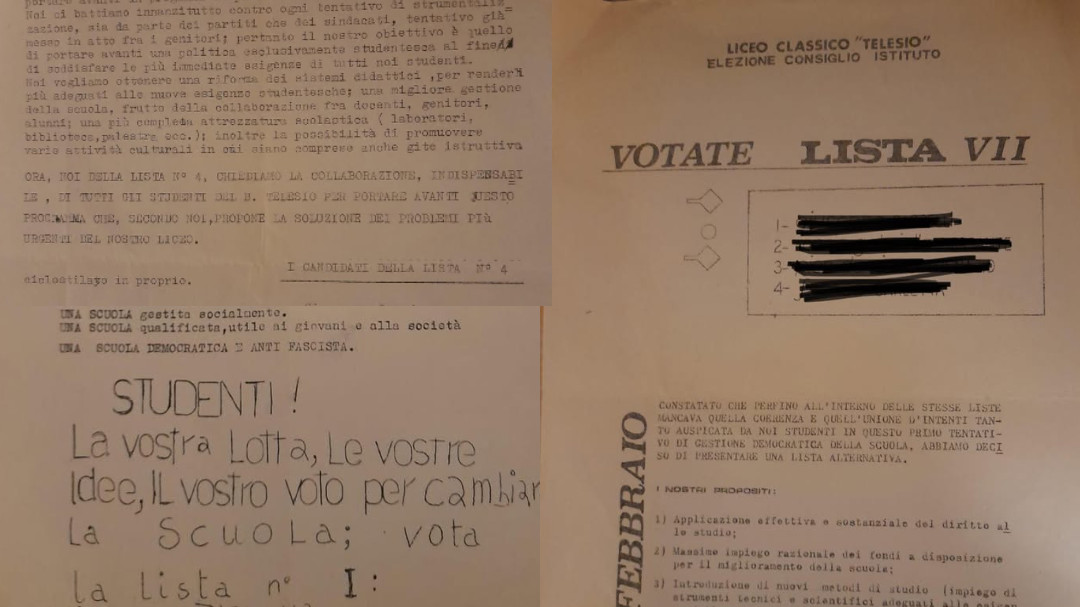 portare avanti
Noi ci battiamo innanzitutto contro ogni tentativo di strumentaliz
zazione, sia da parte dei partiti che dei sindacati, tentativo già
messo in atto fra i genitori; pertanto il nostro obiettivo è quello
di portare avanti una politica esclusivamente studentesca al fine
di soddisfare le più immediate esigenze di tutti noi studenti.
Noi vogliamo ottenere una riforma dei sistemi didattici ,per renderli
più adeguati alle nuove esigenze studentesche; una migliore gestione
della scuola, frutto della collaborazione fra docenti, genitori,
alunni; una più completa attrezzatura scolastica ( laboratori,
biblioteca,palestra ecc.); inoltre la possibilità di promuovere
varie attività culturali in cui siano comprese anche gite istruttive
ORA, NOI DELLA LISTA N° 4, CHIEDIAMO LA COLLABORAZIONE, INDISPENSABI
LE , DI TUTTI GLI STUDENTI DEL B. TELESIO PER PORTARE AVANTI QUESTO
PROGRAMMA CHE, SECONDO NOI,PROPONE LA SOLUZIONE DEI PROBLEMI PIù
URGENTI DEL NOSTRO LICEO.
I CANDIDATI DELLA LISTA N° 4
ciclostilato in proprio.
UNA SCUOLA gestita socialmente.
UNA SCUOLA qualificata,utile ai giovani e alla società
UNA SCUOLA DEMOCRATICA E ANTI FASCISTA.
STUDENTI!
La vostra Lotta, Le vostre
Idee, IL vostro voto per cambiar
la SCUOLA; vota
la lista n° I:
LICEO CLASSICO "TELESIO"
ELEZIONE CONSIGLIO ISTITUTO
VOTATE LISTA VII
1-
2-
3-
4-
FEBBRAIO
CONSTATATO CHE PERFINO ALL'INTERNO DELLE STESSE LISTE
MANCAVA QUELLA COERENZA E QUELL'UNIONE D'INTENTI TAN-
TO AUSPICATA DA NOI STUDENTI IN QUESTO PRIMO TENTATI-
VO DI GESTIONE DEMOCRATICA DELLA SCUOLA, ABBIAMO DECI
SO DI PRESENTARE UNA LISTA ALTERNATIVA.
I NOSTRI PROPOSITI:
1) Applicazione effettiva e sostanziale del diritto al
lo studio;
2) Massimo impiego razionale dei fondi a disposizione
per il miglioramento della scuola;
3) Introduzione di nuovi metodi di studio (impiego di
strumenti tecnici e scientifici adeguati alle